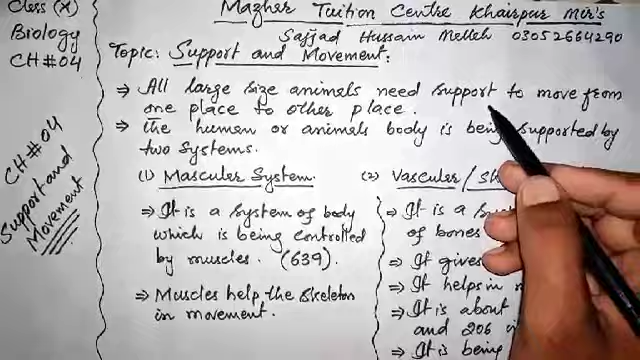 Class (X)
Biology
CH#04
Mazher Tuition Centre Khairpur Mir's
Sajjad Hussain Melleh 03052664290
Topic: Support and Movement:
⇒ All large size animals need support to move from
one place to other place.
⇒ The human or animals body is being supported by
two systems.
CH#04
Support and
Movement
(1) Mascular System.
⇒ It is a system of body
which is being controlled
by muscles. (639).
⇒ Muscles help the skeleton
in movement.
(2) Vascular /
⇒ It is a
of bones
⇒ It gives
⇒ It helps in
⇒ It is about
and 206
⇒ It is being